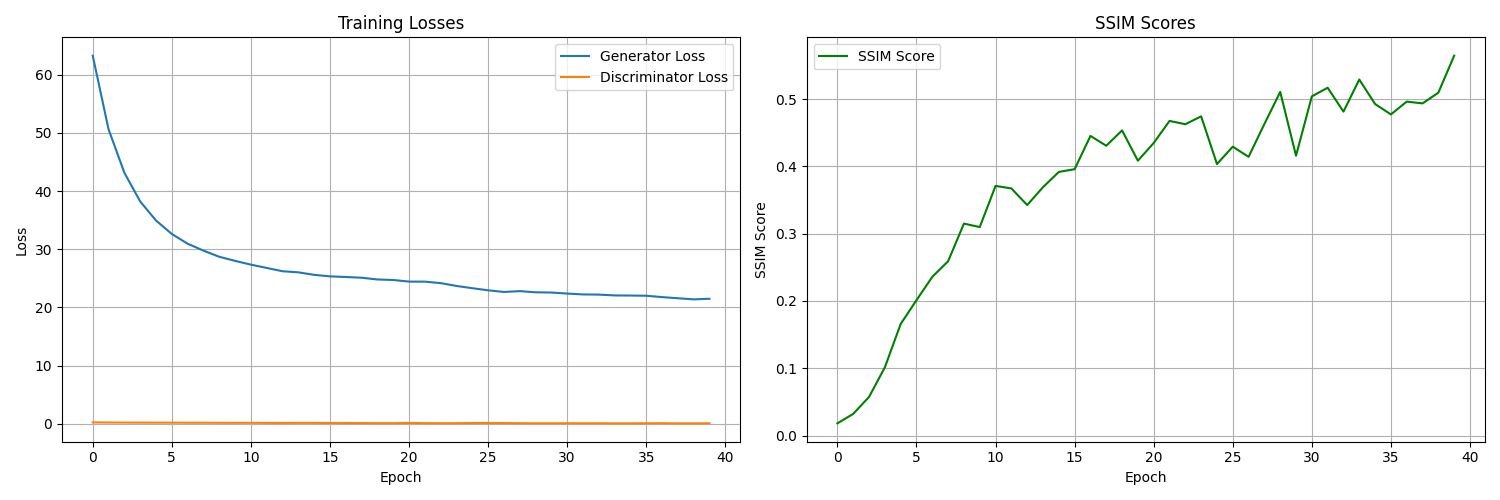 Training Losses
Generator Loss
Discriminator Loss
60
50
40
30
20
10
0
Loss
0 5 10 15 20 25 30 35 40
Epoch
SSIM Scores
SSIM Score
0.5
0.4
0.3
0.2
0.1
0.0
SSIM Score
0 5 10 15 20 25 30 35 40
Epoch